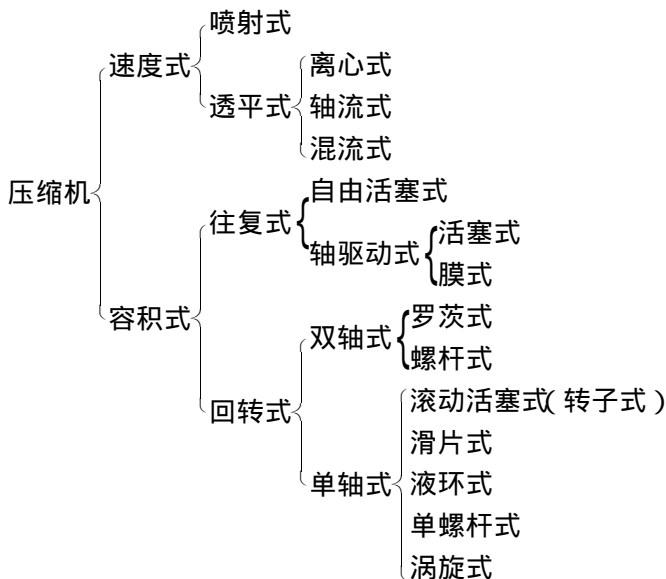 喷射式
速度式
离心式
透平式
轴流式
混流式
压缩机
自由活塞式
往复式
活塞式
轴驱动式
膜式
容积式
罗茨式
双轴式
螺杆式
滚动活塞式(转子式)
回转式
滑片式
单轴式
液环式
单螺杆式
涡旋式